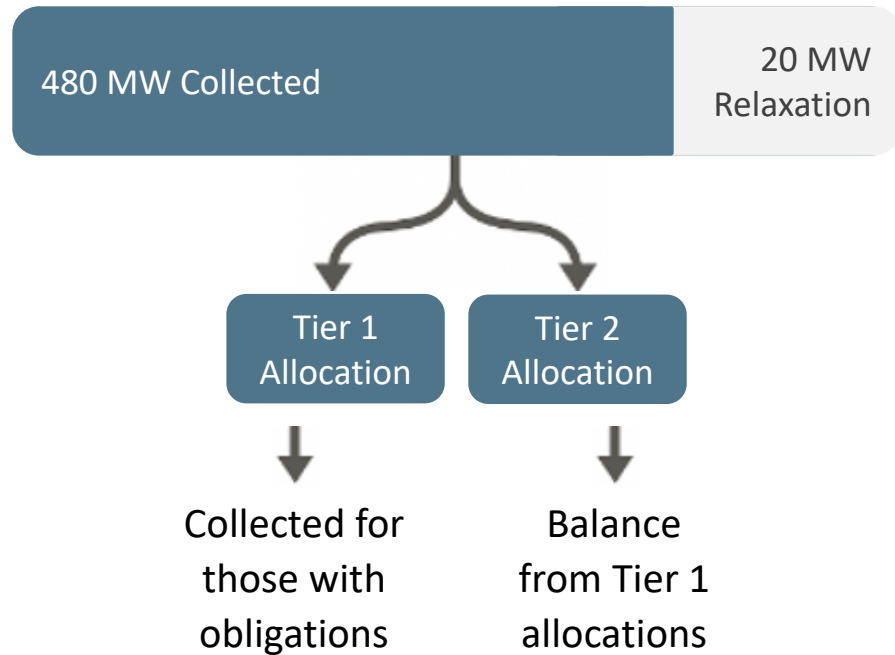 480 MW Collected
20 MW
Relaxation
Tier 1
Allocation
Tier 2
Allocation
Collected for
those with
obligations
Balance
from Tier 1
allocations